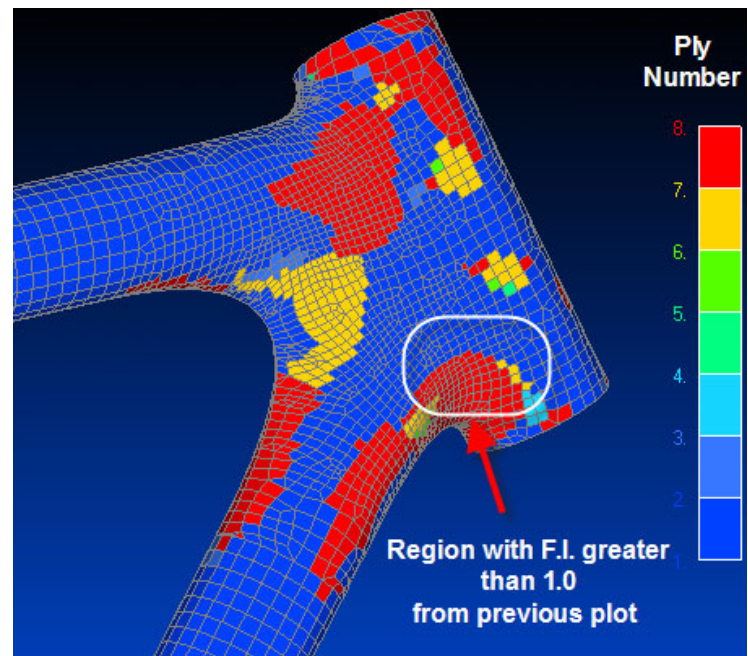 Ply
Number
8.
7.
6.
5.
4.
3.
2.
1.
Region with F.I. greater
than 1.0
from previous plot